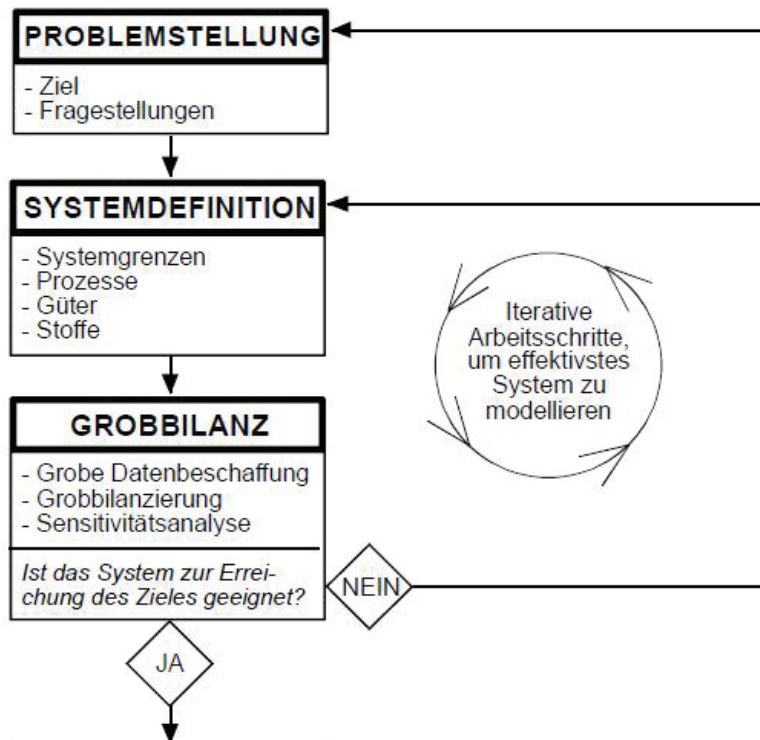 PROBLEMSTELLUNG
- Ziel
- Fragestellungen
SYSTEMDEFINITION
- Systemgrenzen
- Prozesse
- Güter
- Stoffe
Iterative
Arbeitsschritte,
um effektivstes
System zu
modellieren
GROBBILANZ
- Grobe Datenbeschaffung
- Grobbilanzierung
- Sensitivitätsanalyse
Ist das System zur Errei-
chung des Zieles geeignet?
NEIN
JA